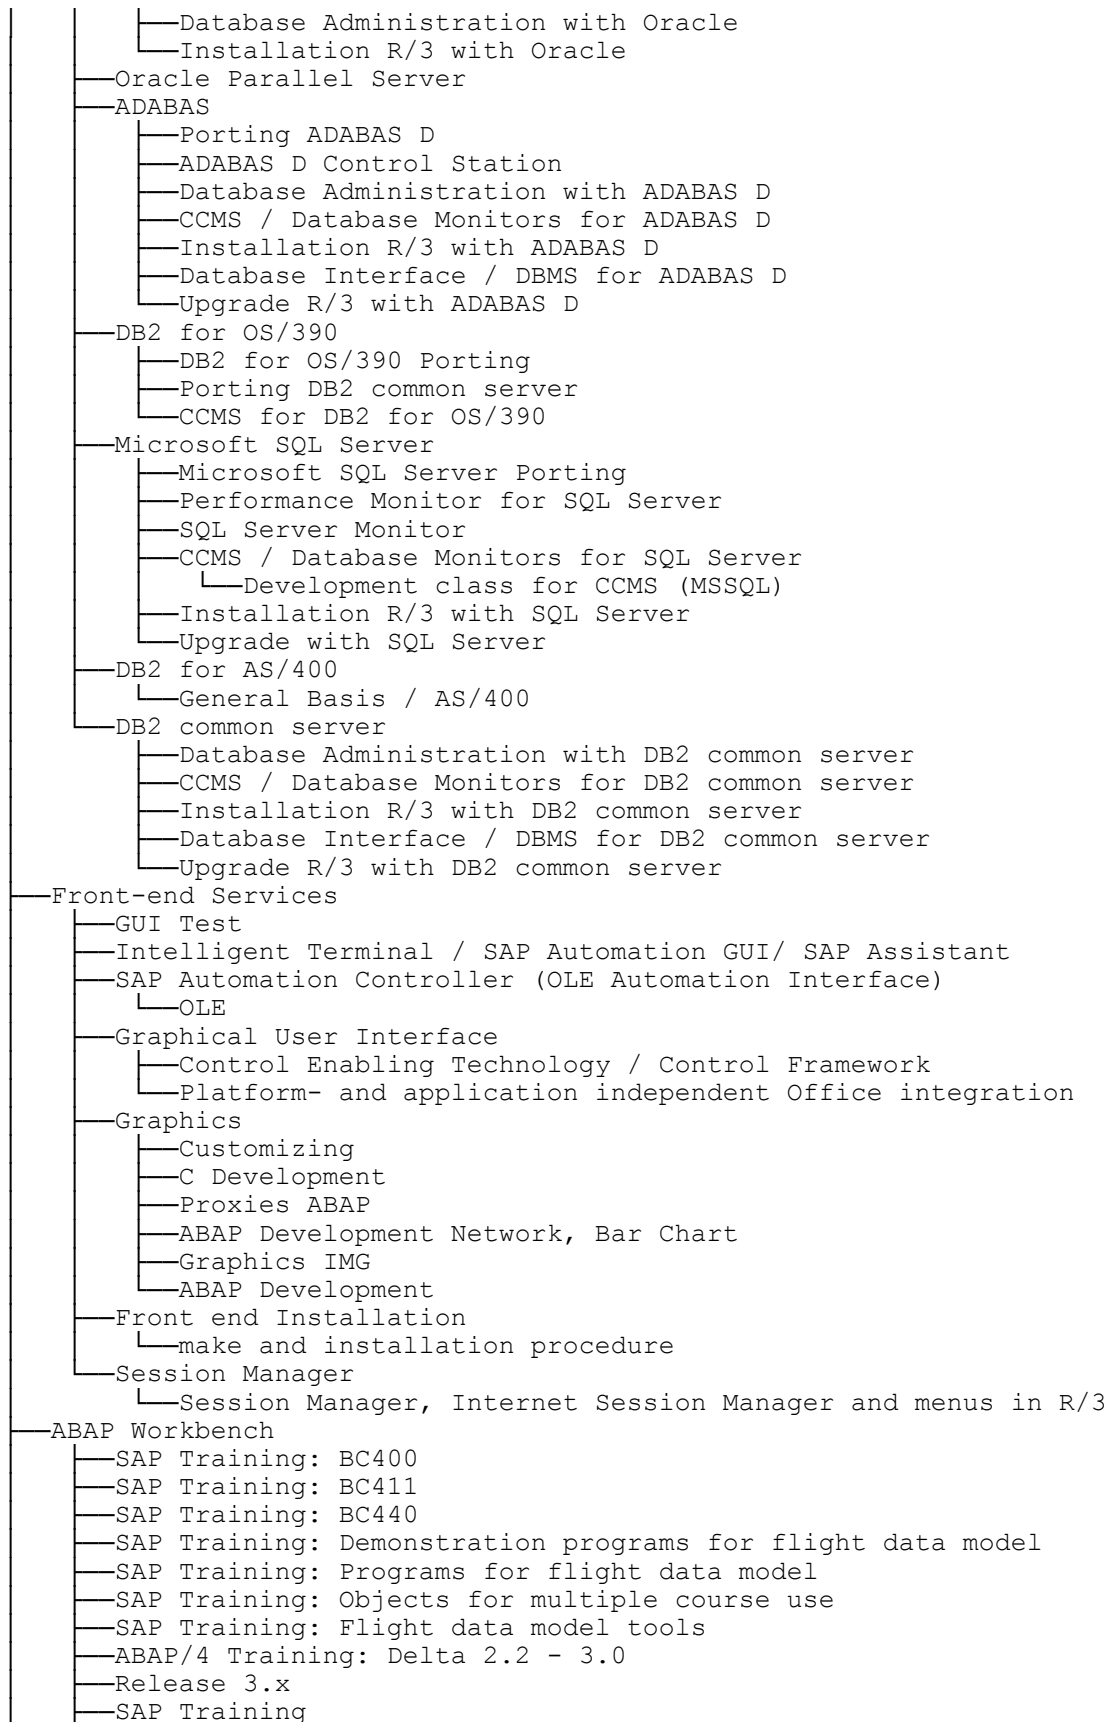 │   │   ├──Database Administration with Oracle
│   │   └──Installation R/3 with Oracle
│   ├──Oracle Parallel Server
│   ├──ADABAS
│   │   ├──Porting ADABAS D
│   │   ├──ADABAS D Control Station
│   │   ├──Database Administration with ADABAS D
│   │   ├──CCMS / Database Monitors for ADABAS D
│   │   ├──Installation R/3 with ADABAS D
│   │   ├──Database Interface / DBMS for ADABAS D
│   │   └──Upgrade R/3 with ADABAS D
│   ├──DB2 for OS/390
│   │   ├──DB2 for OS/390 Porting
│   │   ├──Porting DB2 common server
│   │   └──CCMS for DB2 for OS/390
│   ├──Microsoft SQL Server
│   │   ├──Microsoft SQL Server Porting
│   │   ├──Performance Monitor for SQL Server
│   │   ├──SQL Server Monitor
│   │   ├──CCMS / Database Monitors for SQL Server
│   │   │   └──Development class for CCMS (MSSQL)
│   │   ├──Installation R/3 with SQL Server
│   │   └──Upgrade with SQL Server
│   ├──DB2 for AS/400
│   │   └──General Basis / AS/400
│   └──DB2 common server
│       ├──Database Administration with DB2 common server
│       ├──CCMS / Database Monitors for DB2 common server
│       ├──Installation R/3 with DB2 common server
│       ├──Database Interface / DBMS for DB2 common server
│       └──Upgrade R/3 with DB2 common server
├──Front-end Services
│   ├──GUI Test
│   ├──Intelligent Terminal / SAP Automation GUI/ SAP Assistant
│   ├──SAP Automation Controller (OLE Automation Interface)
│   │   └──OLE
│   ├──Graphical User Interface
│   │   ├──Control Enabling Technology / Control Framework
│   │   └──Platform- and application independent Office integration
│   ├──Graphics
│   │   ├──Customizing
│   │   ├──C Development
│   │   ├──Proxies ABAP
│   │   ├──ABAP Development Network, Bar Chart
│   │   ├──Graphics IMG
│   │   └──ABAP Development
│   ├──Front end Installation
│   │   └──make and installation procedure
│   └──Session Manager
│       └──Session Manager, Internet Session Manager and menus in R/3
├──ABAP Workbench
│   ├──SAP Training: BC400
│   ├──SAP Training: BC411
│   ├──SAP Training: BC440
│   ├──SAP Training: Demonstration programs for flight data model
│   ├──SAP Training: Programs for flight data model
│   ├──SAP Training: Objects for multiple course use
│   ├──SAP Training: Flight data model tools
│   ├──ABAP/4 Training: Delta 2.2 - 3.0
│   ├──Release 3.x
│   ├──SAP Training